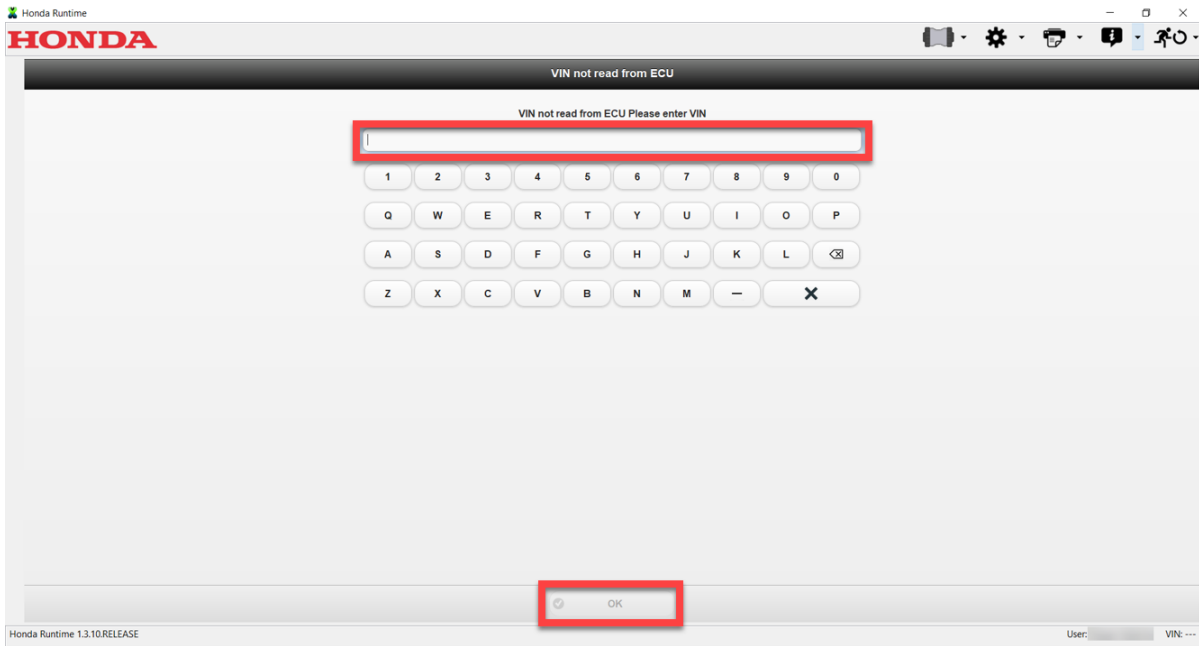 Honda Runtime
HONDA
VIN not read from ECU
VIN not read from ECU Please enter VIN
1 2 3 4 5 6 7 8 9 0
Q W E R T Y U I O P
A S D F G H J K L
Z X C V B N M —
OK
Honda Runtime 1.3.10.RELEASE
User: VIN: ---